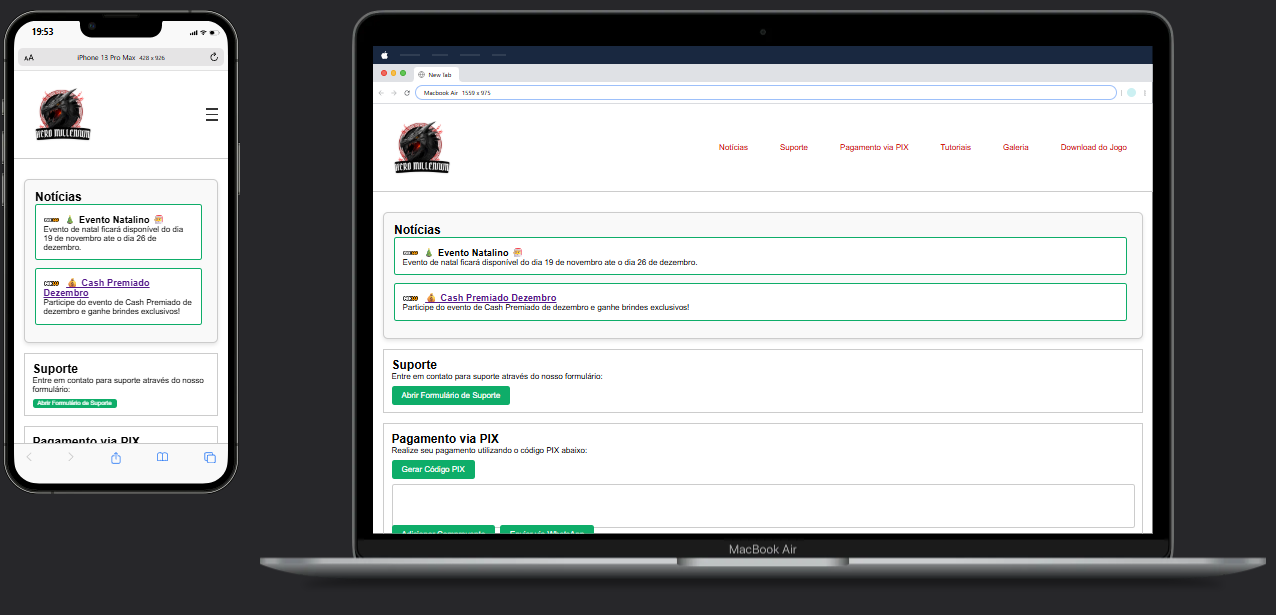 19:53
AA
iPhone 13 Pro Max 428 x 926
HERO MILLENNIUM
Notícias
🎄 Evento Natalino 🎅
Evento de natal ficará disponível do dia
19 de novembro ate o dia 26 de
dezembro.
💰 Cash Premiado
Dezembro
Participe do evento de Cash Premiado de
dezembro e ganhe brindes exclusivos!
Suporte
Entre em contato para suporte através do nosso
formulário:
Abrir Formulário de Suporte
Pagamento via PIX
New Tab
Macbook Air 1559 x 975
HERO MILLENNIUM
Notícias
Suporte
Pagamento via PIX
Tutoriais
Galeria
Download do Jogo
Notícias
🎄 Evento Natalino 🎅
Evento de natal ficará disponível do dia 19 de novembro ate o dia 26 de dezembro.
💰 Cash Premiado Dezembro
Participe do evento de Cash Premiado de dezembro e ganhe brindes exclusivos!
Suporte
Entre em contato para suporte através do nosso formulário:
Abrir Formulário de Suporte
Pagamento via PIX
Realize seu pagamento utilizando o código PIX abaixo:
Gerar Código PIX
MacBook Air